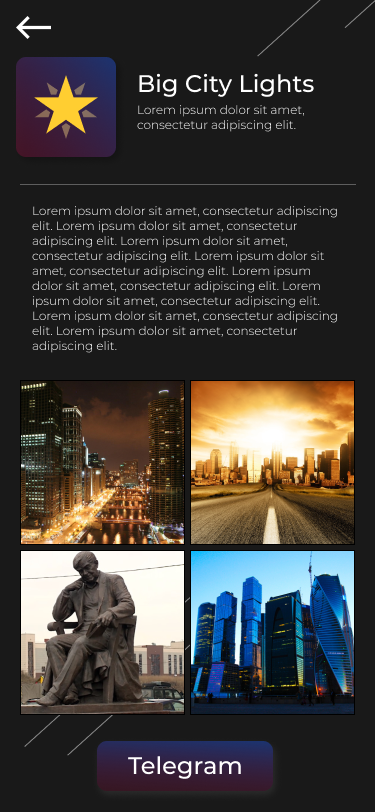 Big City Lights
Lorem ipsum dolor sit amet,
consectetur adipiscing elit.
Lorem ipsum dolor sit amet, consectetur adipiscing
elit. Lorem ipsum dolor sit amet, consectetur
adipiscing elit. Lorem ipsum dolor sit amet,
consectetur adipiscing elit. Lorem ipsum dolor sit
amet, consectetur adipiscing elit. Lorem ipsum
dolor sit amet, consectetur adipiscing elit. Lorem
ipsum dolor sit amet, consectetur adipiscing elit.
Lorem ipsum dolor sit amet, consectetur adipiscing
elit. Lorem ipsum dolor sit amet, consectetur
adipiscing elit.
Telegram